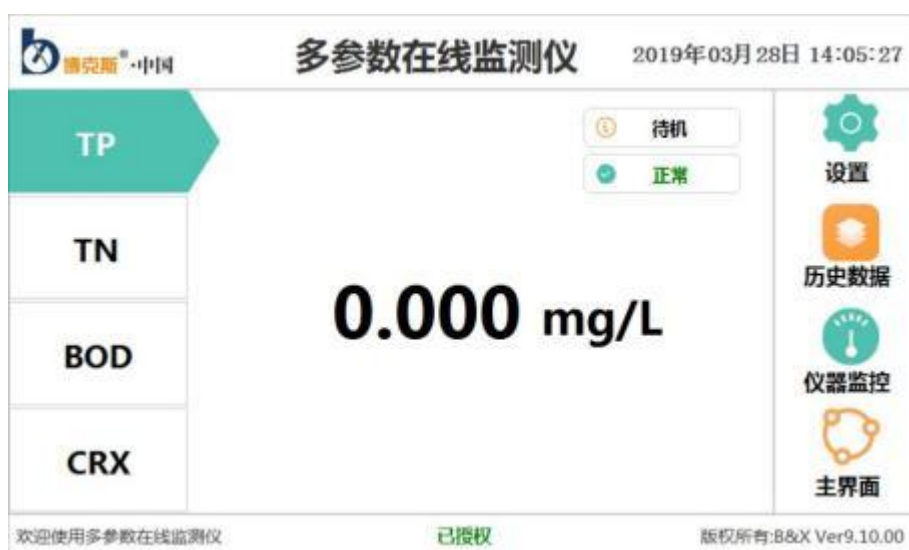 博克斯®·中国
多参数在线监测仪
2019年03月28日 14:05:27
TP
TN
BOD
CRX
待机
正常
0.000 mg/L
设置
历史数据
仪器监控
主界面
欢迎使用多参数在线监测仪
已授权
版权所有:B&X Ver9.10.00